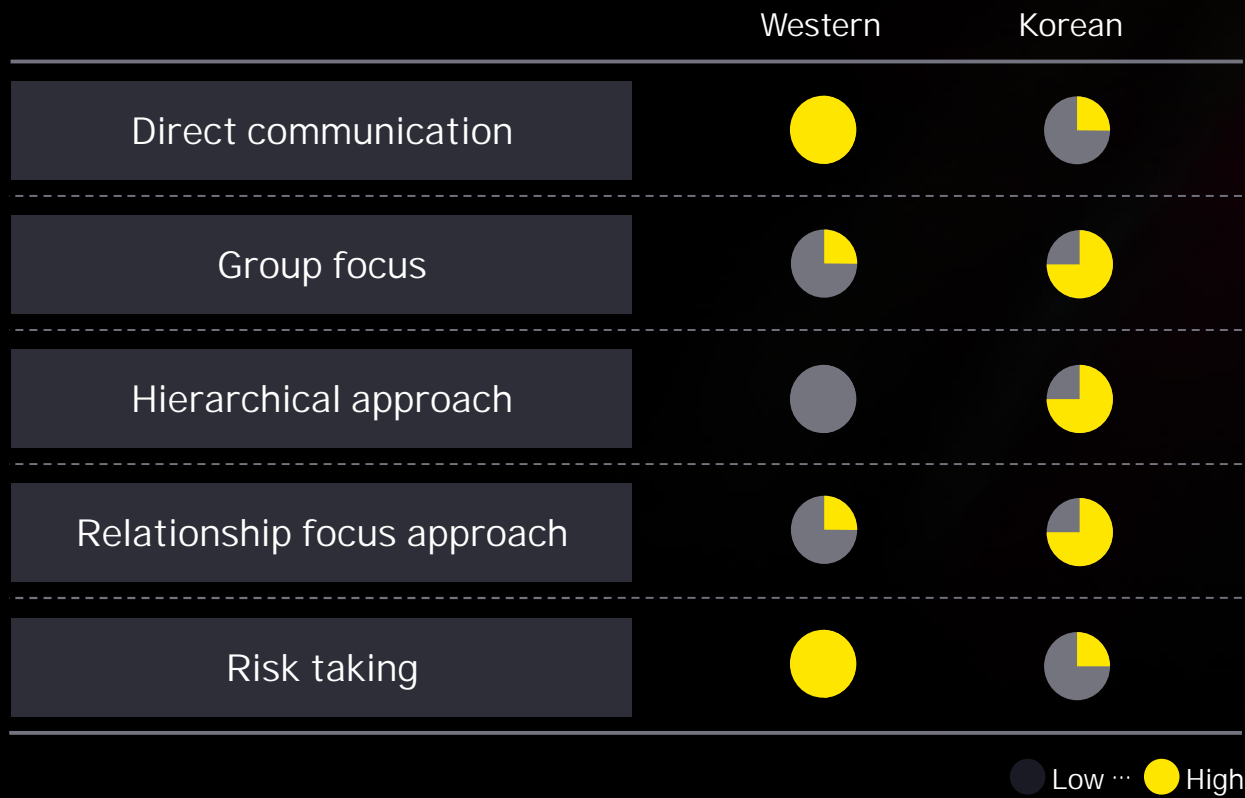 Western Korean
Direct communication
Group focus
Hierarchical approach
Relationship focus approach
Risk taking
Low ... High